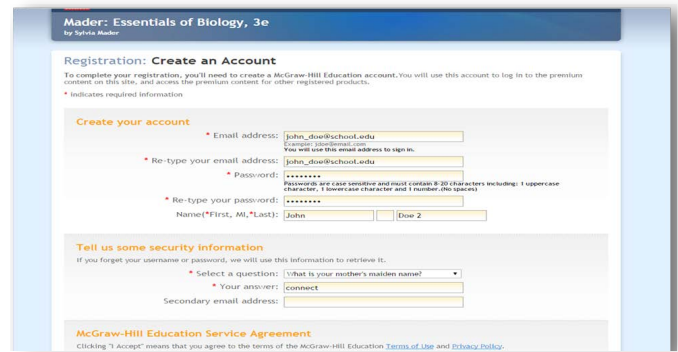 Mader: Essentials of Biology, 3e
by Sylvia Mader
Registration: Create an Account
To complete your registration, you'll need to create a McGraw-Hill Education account. You will use this account to log in to the premium
content on this site, and access the premium content for other registered products.
* Indicates required information
Create your account
* Email address: john_doe@school.edu
Example: jdoe@email.com
You will use this email address to sign in.
* Re-type your email address: john_doe@school.edu
* Password: ••••••••
Passwords are case sensitive and must contain 8-20 characters including: 1 uppercase
character, 1 lowercase character and 1 number.(No spaces)
* Re-type your password: ••••••••
Name(*First, MI,*Last): John Doe 2
Tell us some security information
If you forget your username or password, we will use this information to retrieve it.
* Select a question: What is your mother's maiden name?
* Your answer: connect
Secondary email address:
McGraw-Hill Education Service Agreement
Clicking "I Accept" means that you agree to the terms of the McGraw-Hill Education Terms of Use and Privacy Policy.